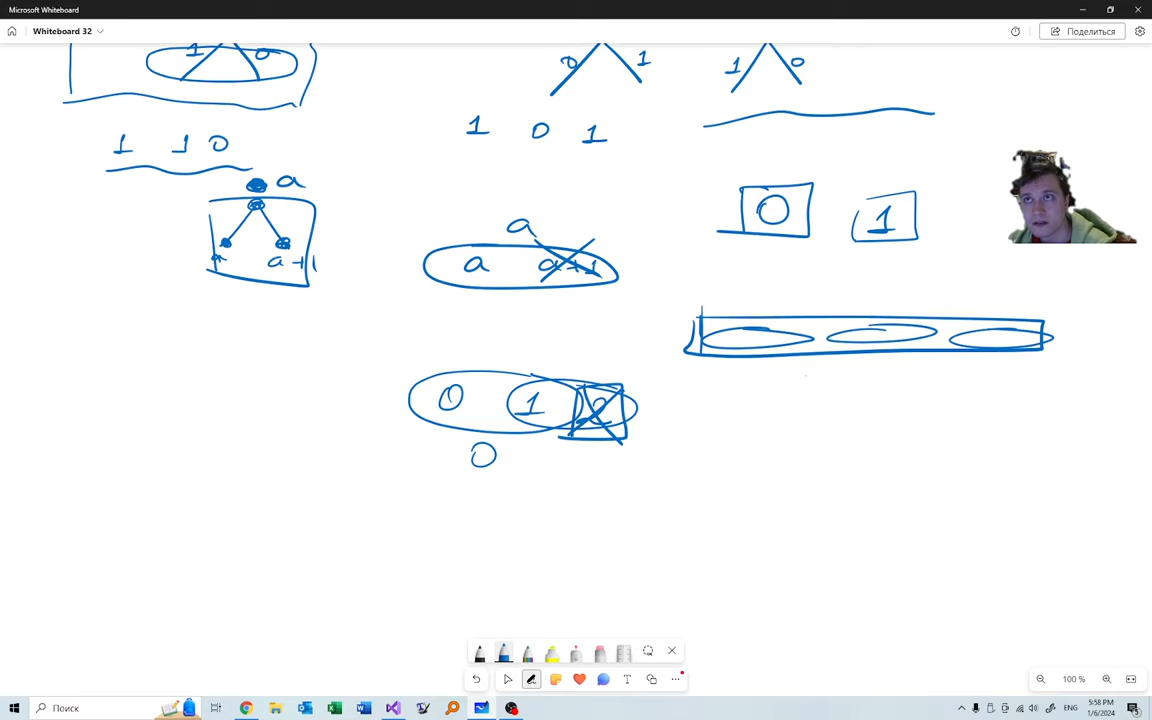 Microsoft Whiteboard
Whiteboard 32
Поделиться
1 0
0 1
1 0
1 1 0
1 0 1
a
a a+1
a
a a+1
0 1
0 1 2
0
100 %
Поиск
ENG
5:58 PM
1/6/2024
5